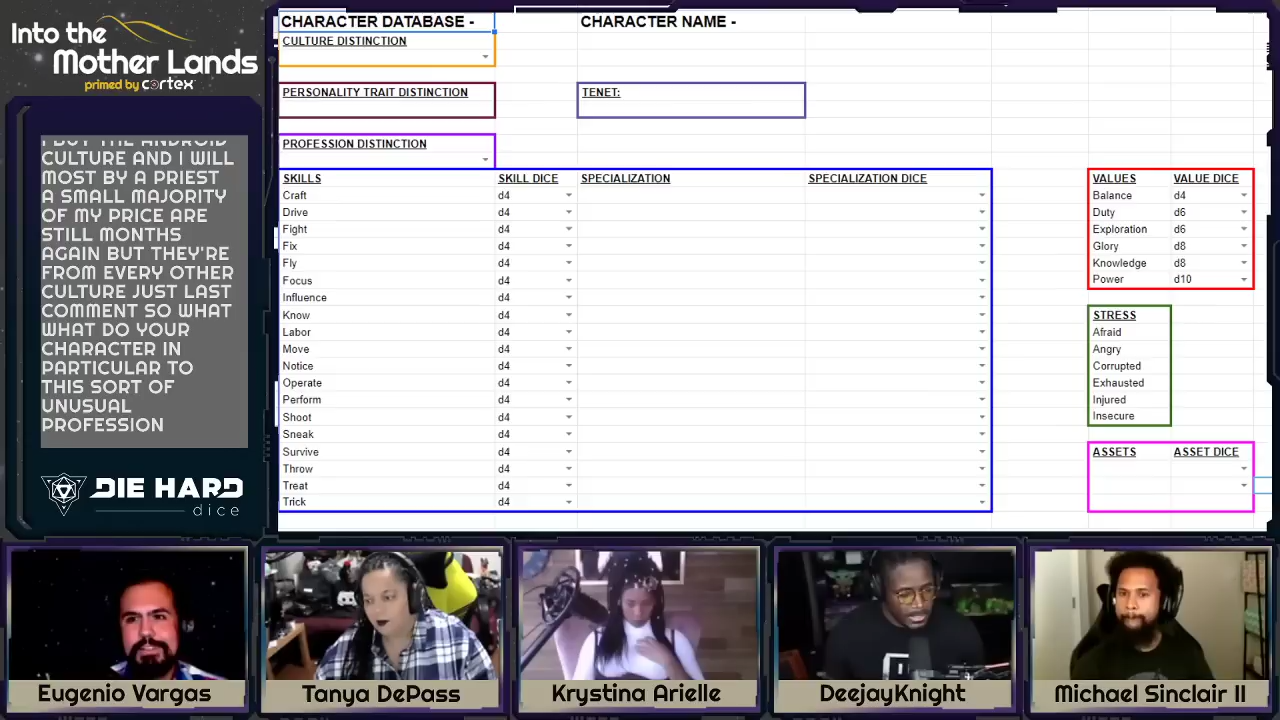 Into the
Mother Lands
primed by cortex
I BUY THE ANDROID
CULTURE AND I WILL
MOST BY A PRIEST
A SMALL MAJORITY
OF MY PRICE ARE
STILL MONTHS
AGAIN BUT THEY'RE
FROM EVERY OTHER
CULTURE JUST LAST
COMMENT SO WHAT
WHAT DO YOUR
CHARACTER IN
PARTICULAR TO
THIS SORT OF
UNUSUAL
PROFESSION
DIE HARD
dice
CHARACTER DATABASE - CHARACTER NAME -
CULTURE DISTINCTION
PERSONALITY TRAIT DISTINCTION TENET:
PROFESSION DISTINCTION
SKILLS SKILL DICE SPECIALIZATION SPECIALIZATION DICE
Craft d4
Drive d4
Fight d4
Fix d4
Fly d4
Focus d4
Influence d4
Know d4
Labor d4
Move d4
Notice d4
Operate d4
Perform d4
Shoot d4
Sneak d4
Survive d4
Throw d4
Treat d4
Trick d4
VALUES VALUE DICE
Balance d4
Duty d6
Exploration d6
Glory d8
Knowledge d8
Power d10
STRESS
Afraid
Angry
Corrupted
Exhausted
Injured
Insecure
ASSETS ASSET DICE
Eugenio Vargas
Tanya DePass
Krystina Arielle
DeejayKnight
Michael Sinclair II